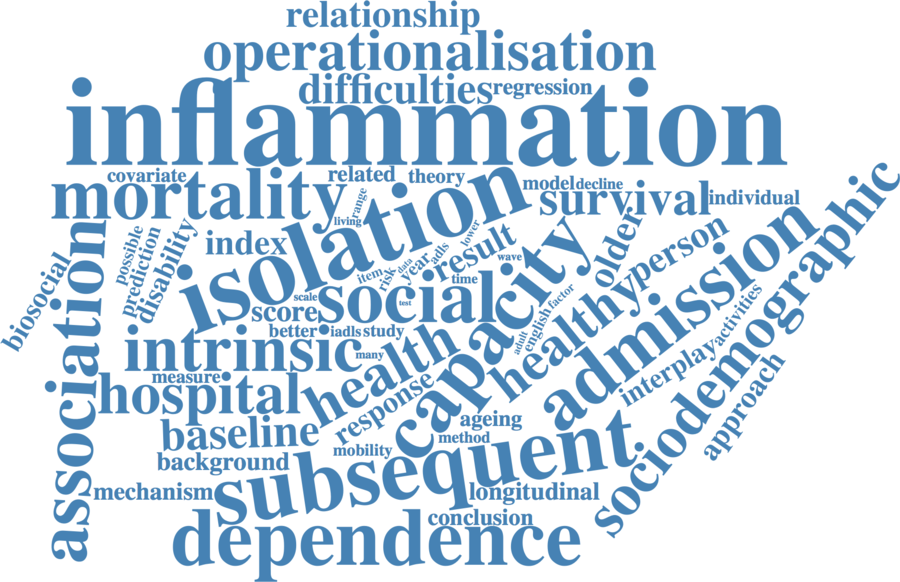 relationship
operationalisation
difficulties
regression
inflammation
covariate
related
theory
mortality
range
living
isolation
model
decline
survival
individual
sociodemographic
association
biosocial
possible
prediction
disability
index
item
risk
data
year
adls
lower
result
wave
time
capacity
older
person
healthy
admission
scale
score
social
test
better
iadls
study
adult
english
factor
activities
interplay
approach
intrinsic
many
measure
health
hospital
response
baseline
ageing
method
mobility
background
subsequent
mechanism
longitudinal
conclusion
dependence